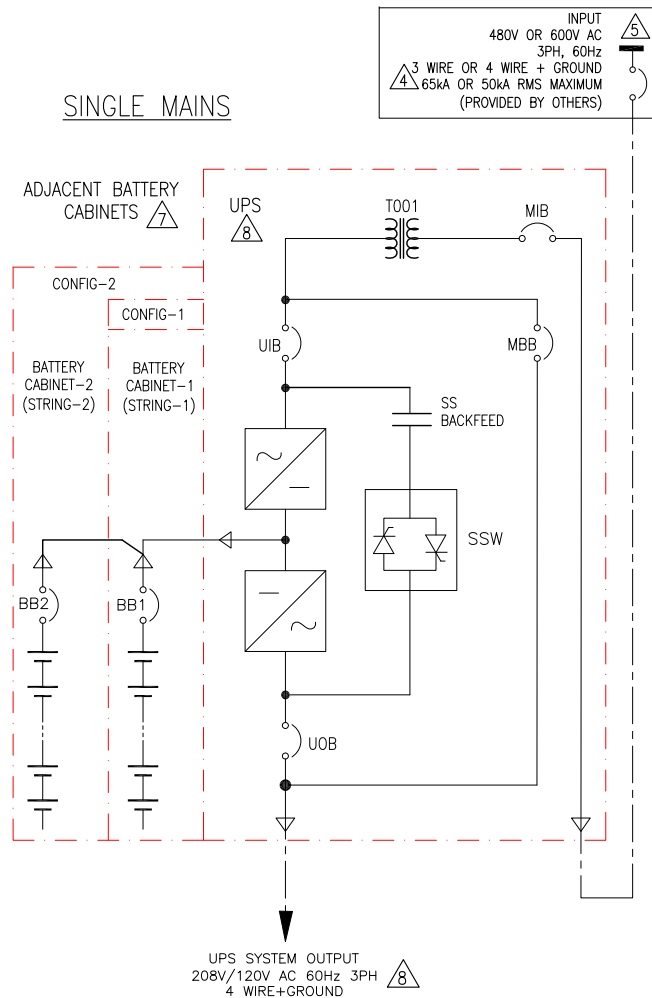 INPUT
5
480V OR 600V AC
3PH, 60Hz
3 WIRE OR 4 WIRE + GROUND
4
65kA OR 50kA RMS MAXIMUM
(PROVIDED BY OTHERS)
SINGLE MAINS
ADJACENT BATTERY
CABINETS
7
UPS
8
T001
MIB
CONFIG-2
CONFIG-1
UIB
MBB
BATTERY
CABINET-2
(STRING-2)
BATTERY
CABINET-1
(STRING-1)
SS
BACKFEED
SSW
BB2
BB1
UOB
UPS SYSTEM OUTPUT
208V/120V AC 60Hz 3PH
8
4 WIRE+GROUND